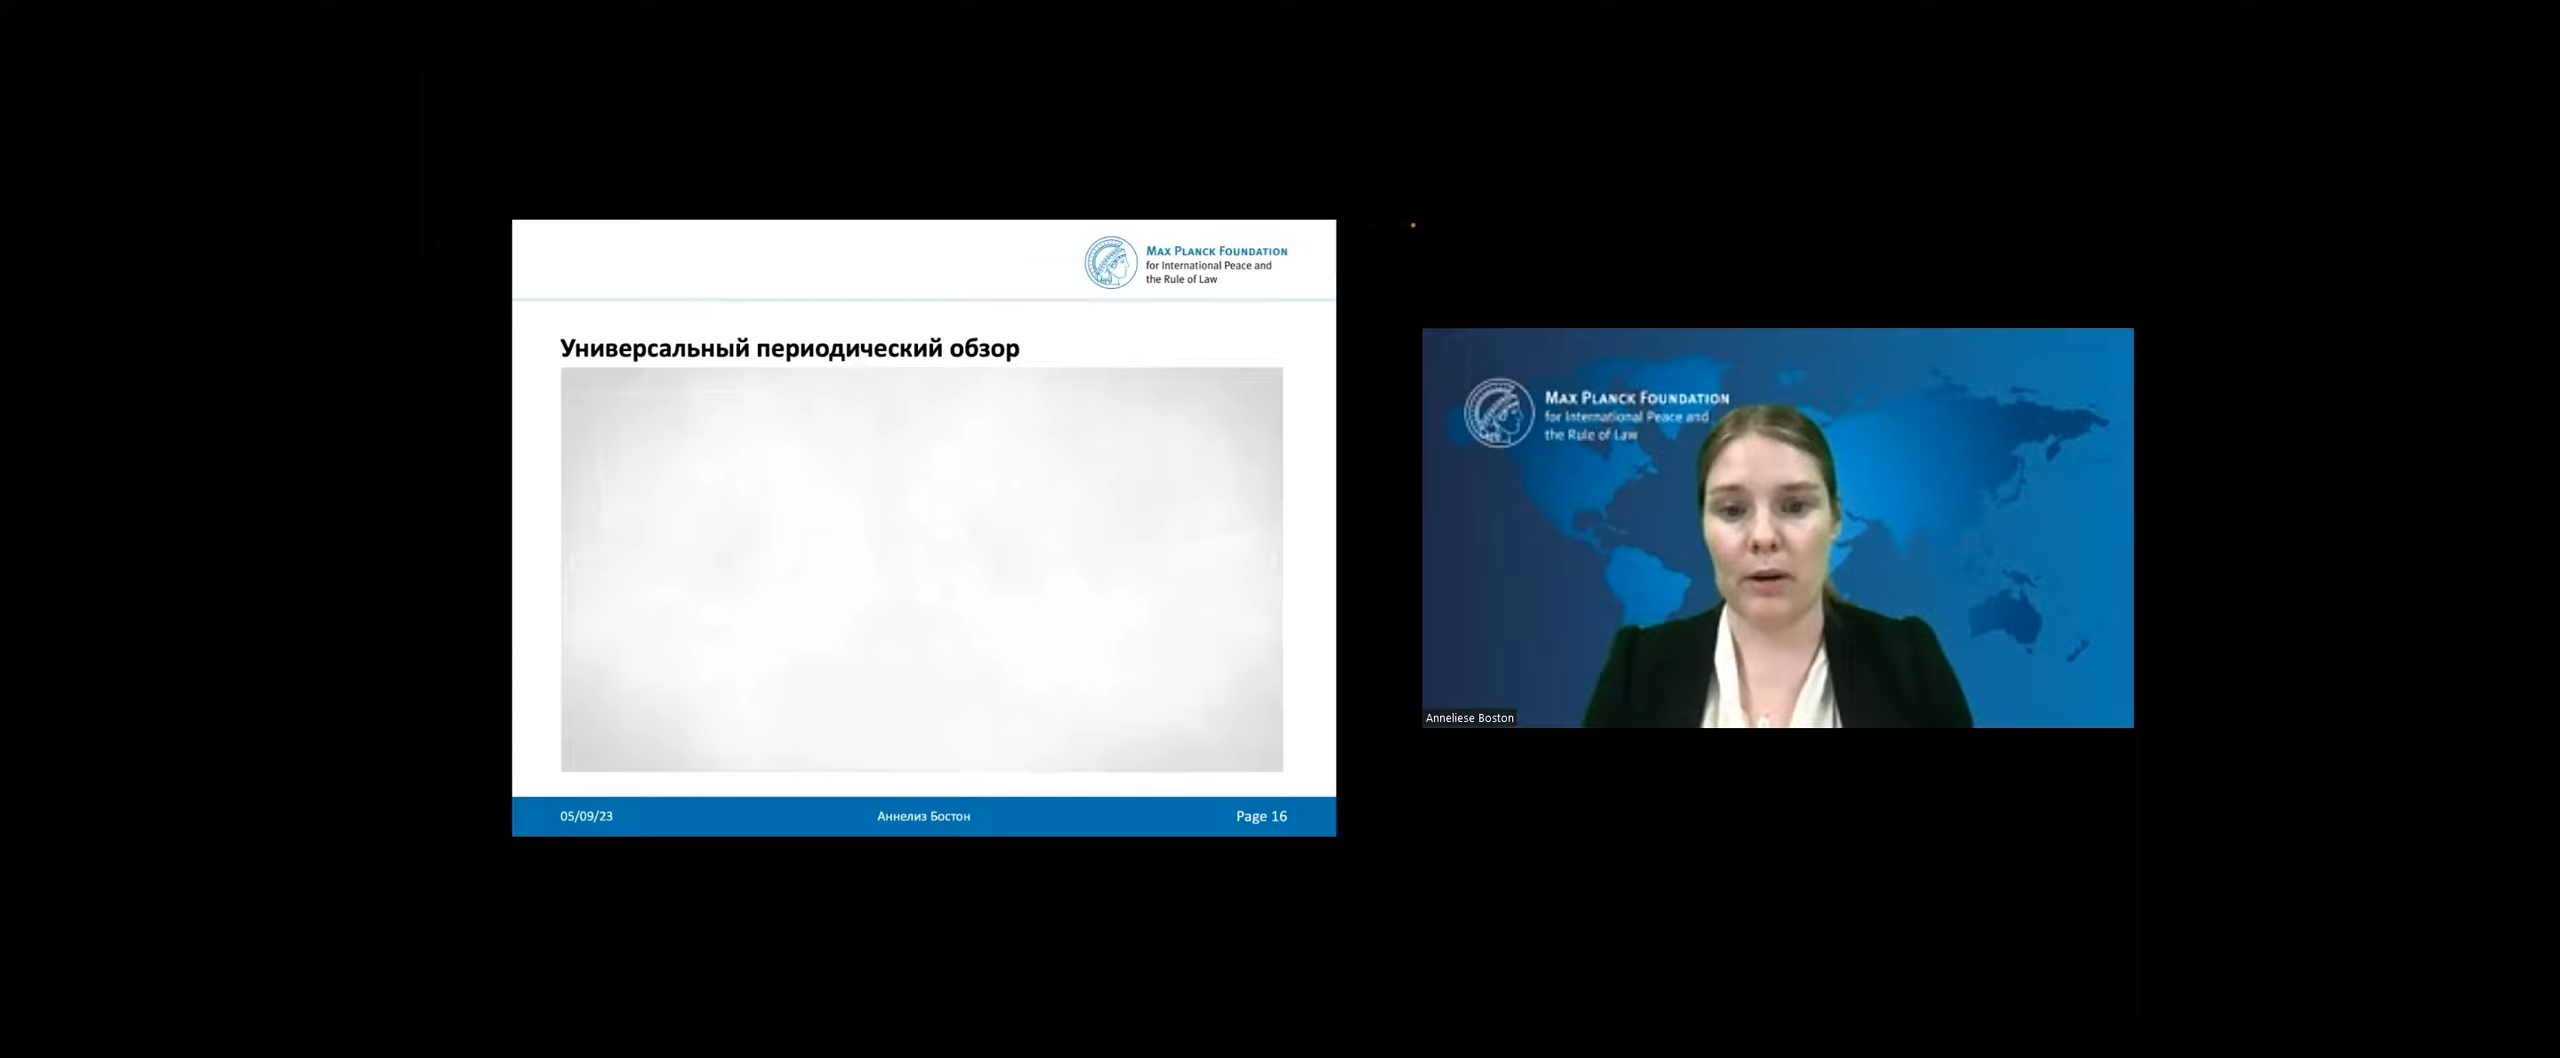 MAX PLANCK FOUNDATION
for International Peace and
the Rule of Law
Универсальный периодический обзор
05/09/23
Аннелиз Бостон
Page 16
MAX PLANCK FOUNDATION
for International Peace and
the Rule of Law
Anneliese Boston